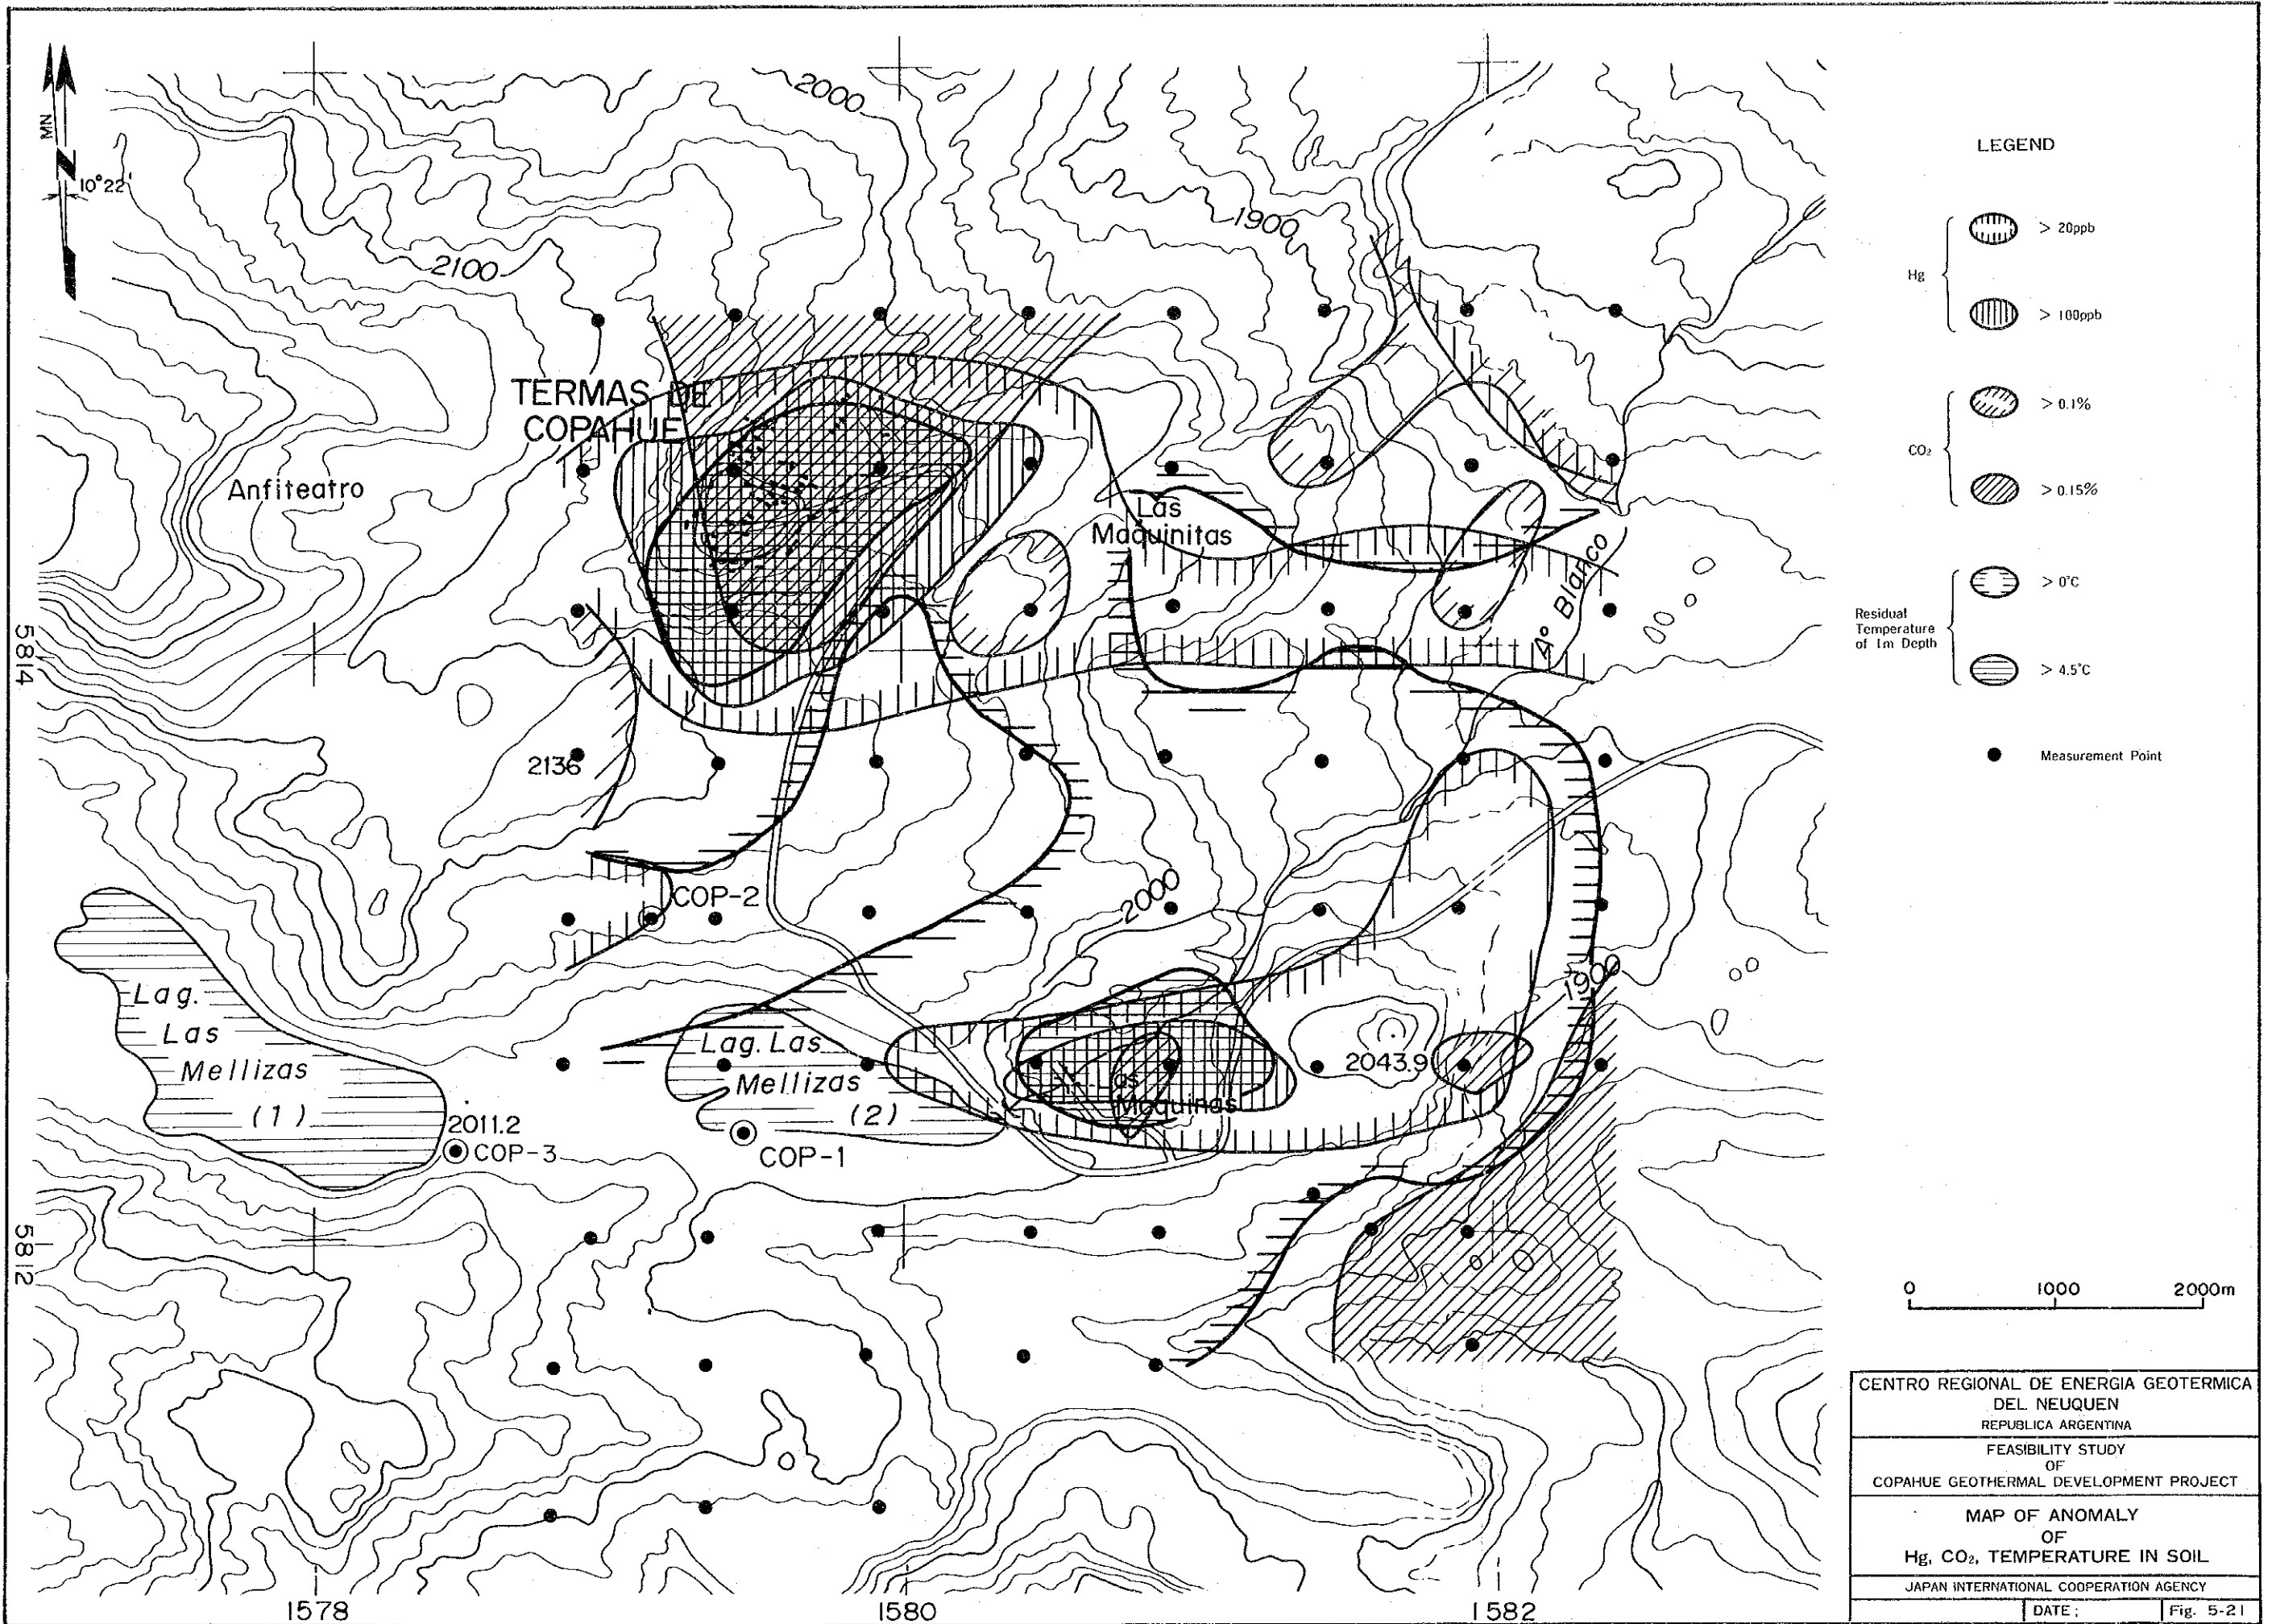 2000
MN
N
10°22'
1900
2100
TERMAS DE
COPAHUE
Anfiteatro
Las
Maquinitas
A° Blanco
5814
2136
COP-2
2000
1900
Lag.
Las
Mellizas
(1)
Lag. Las
Mellizas
(2)
2043.9
Las
Maquinas
2011.2
COP-3
COP-1
5812
1578
1580
1582
LEGEND
Hg
> 20ppb
> 100ppb
CO₂
> 0.1%
> 0.15%
Residual
Temperature
of 1m Depth
> 0°C
> 4.5°C
Measurement Point
0 1000 2000m
CENTRO REGIONAL DE ENERGIA GEOTERMICA
DEL NEUQUEN
REPUBLICA ARGENTINA
FEASIBILITY STUDY
OF
COPAHUE GEOTHERMAL DEVELOPMENT PROJECT
MAP OF ANOMALY
OF
Hg, CO₂, TEMPERATURE IN SOIL
JAPAN INTERNATIONAL COOPERATION AGENCY
DATE ; Fig. 5-21